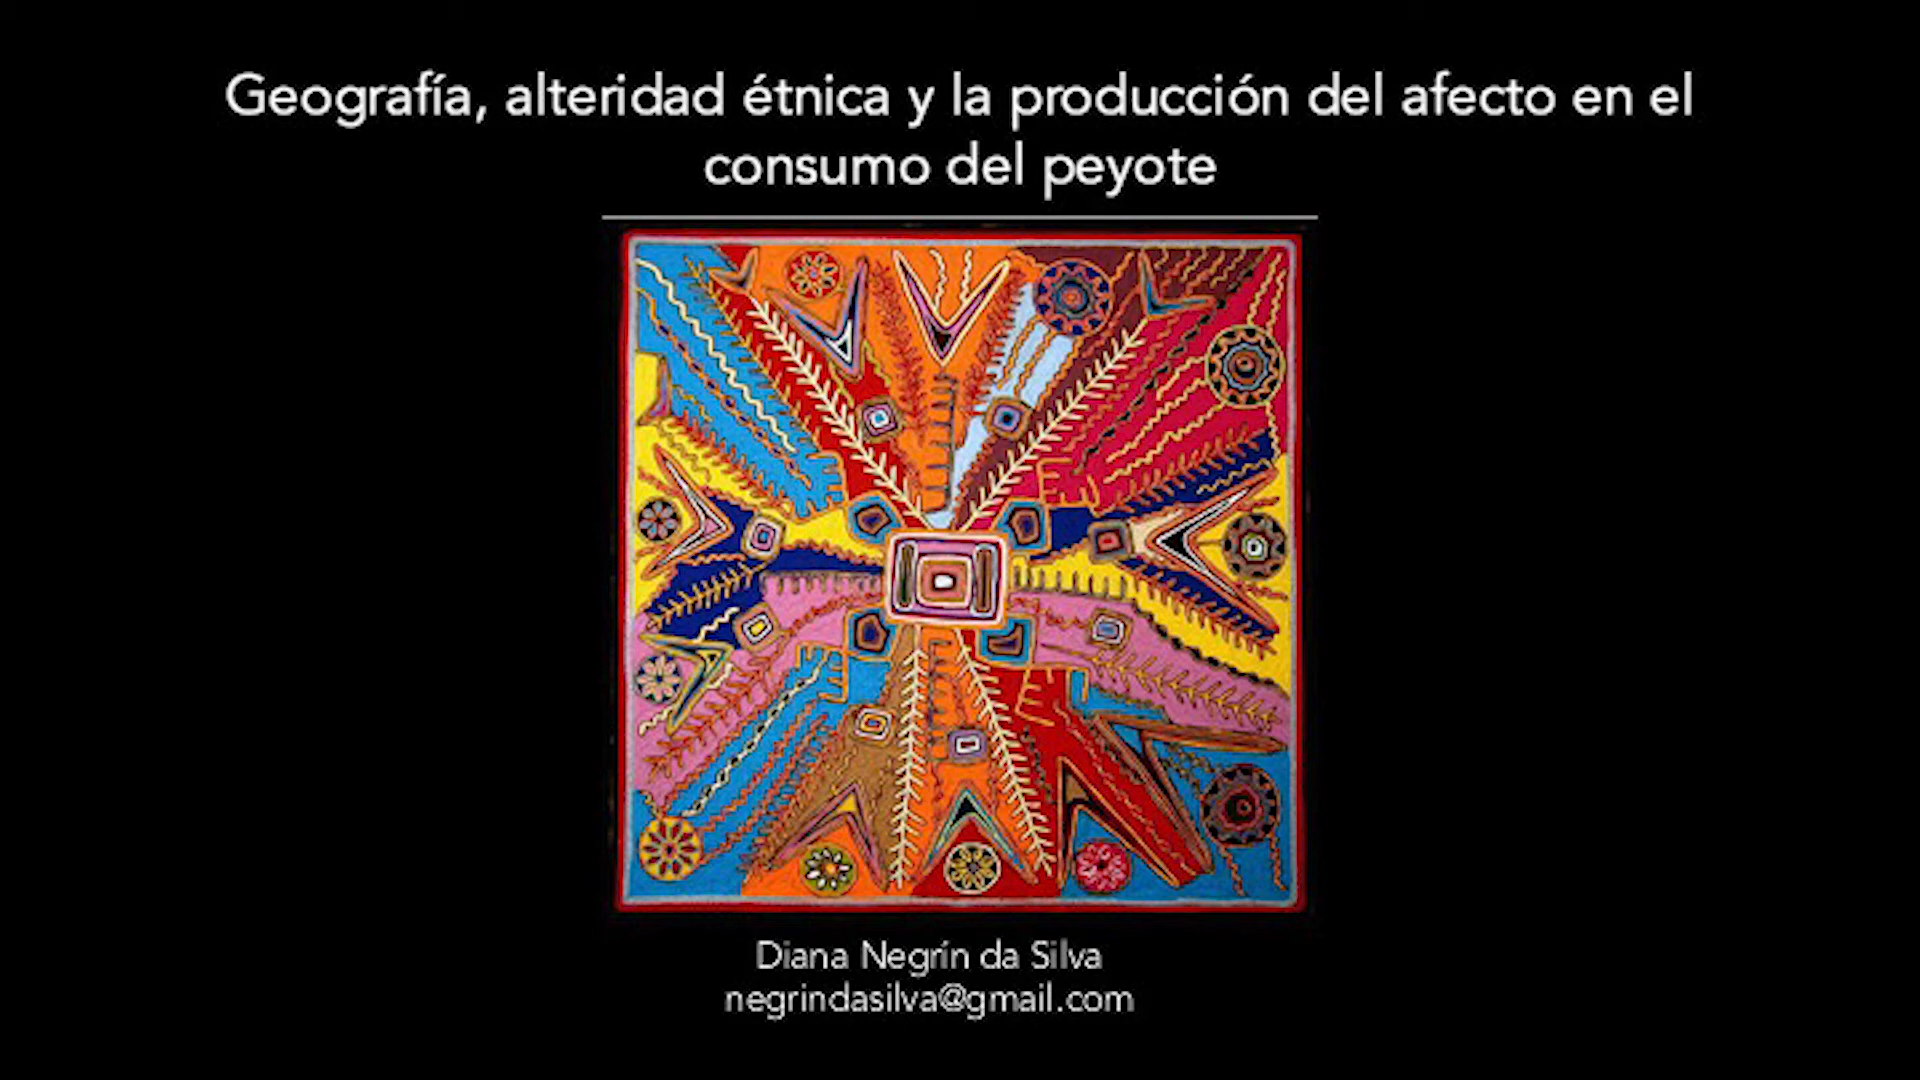 Geografía, alteridad étnica y la producción del afecto en el
consumo del peyote
Diana Negrín da Silva
negrindasilva@gmail.com